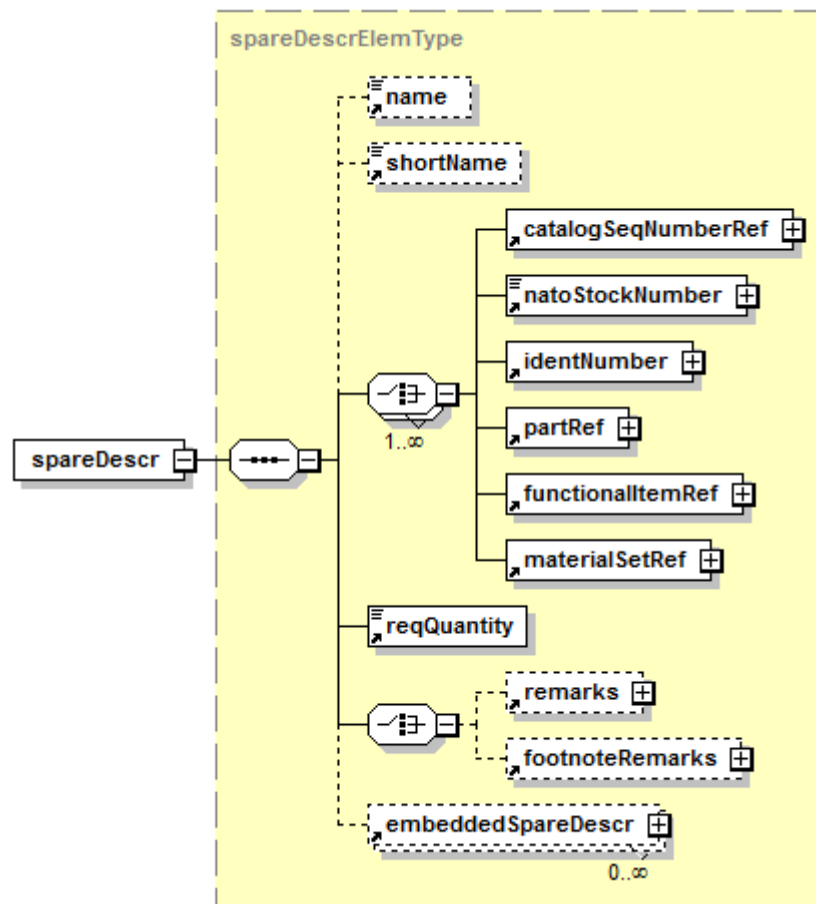 spareDescrElemType
name
shortName
catalogSeqNumberRef
natoStockNumber
identNumber
partRef
1..∞
spareDescr
functionalItemRef
materialSetRef
reqQuantity
remarks
footnoteRemarks
embeddedSpareDescr
0..∞